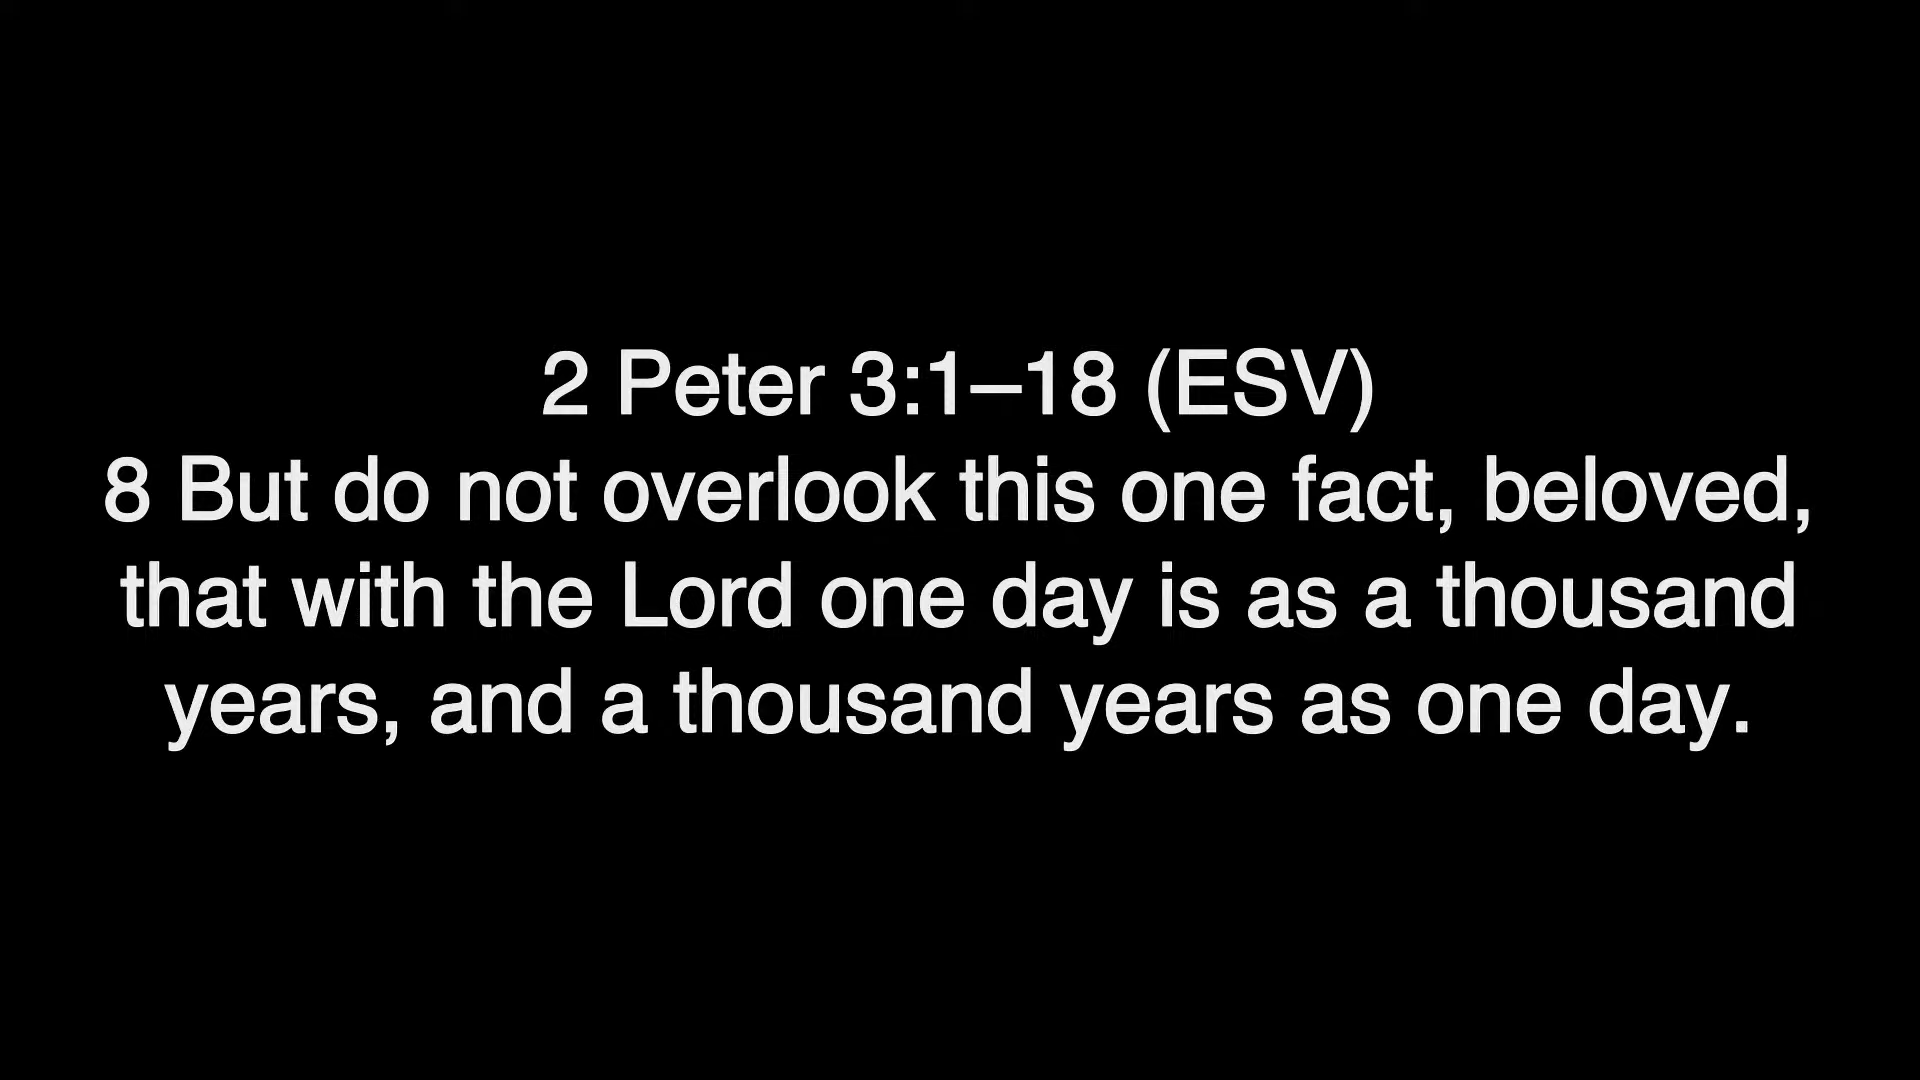 2 Peter 3:1–18 (ESV)
8 But do not overlook this one fact, beloved,
that with the Lord one day is as a thousand
years, and a thousand years as one day.